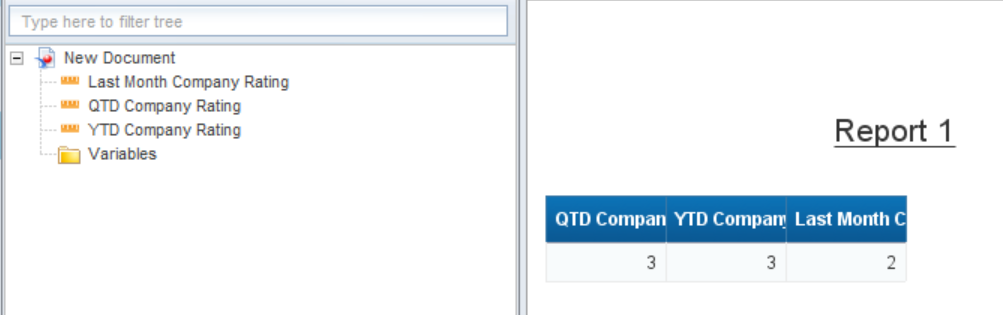 Type here to filter tree
New Document
Last Month Company Rating
QTD Company Rating
YTD Company Rating
Variables
Report 1
QTD Compan YTD Company Last Month C
3 3 2